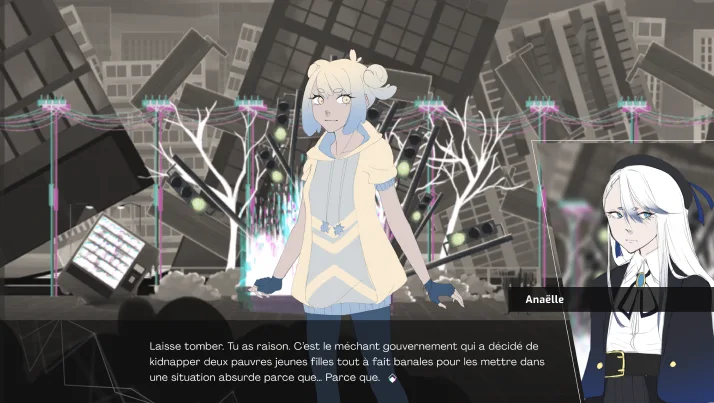 Anaëlle
Laisse tomber. Tu as raison. C'est le méchant gouvernement qui a décidé de
kidnapper deux pauvres jeunes filles tout à fait banales pour les mettre dans
une situation absurde parce que... Parce que.